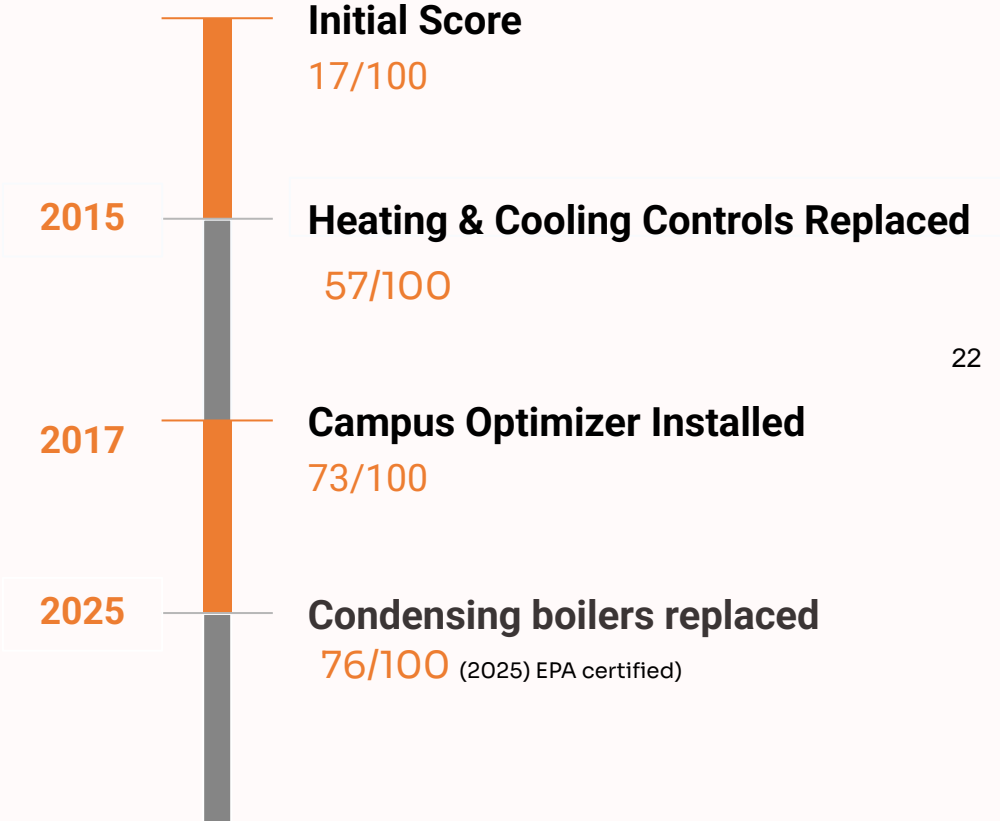 Initial Score
17/100
2015
Heating & Cooling Controls Replaced
57/100
22
2017
Campus Optimizer Installed
73/100
2025
Condensing boilers replaced
76/100 (2025) EPA certified)